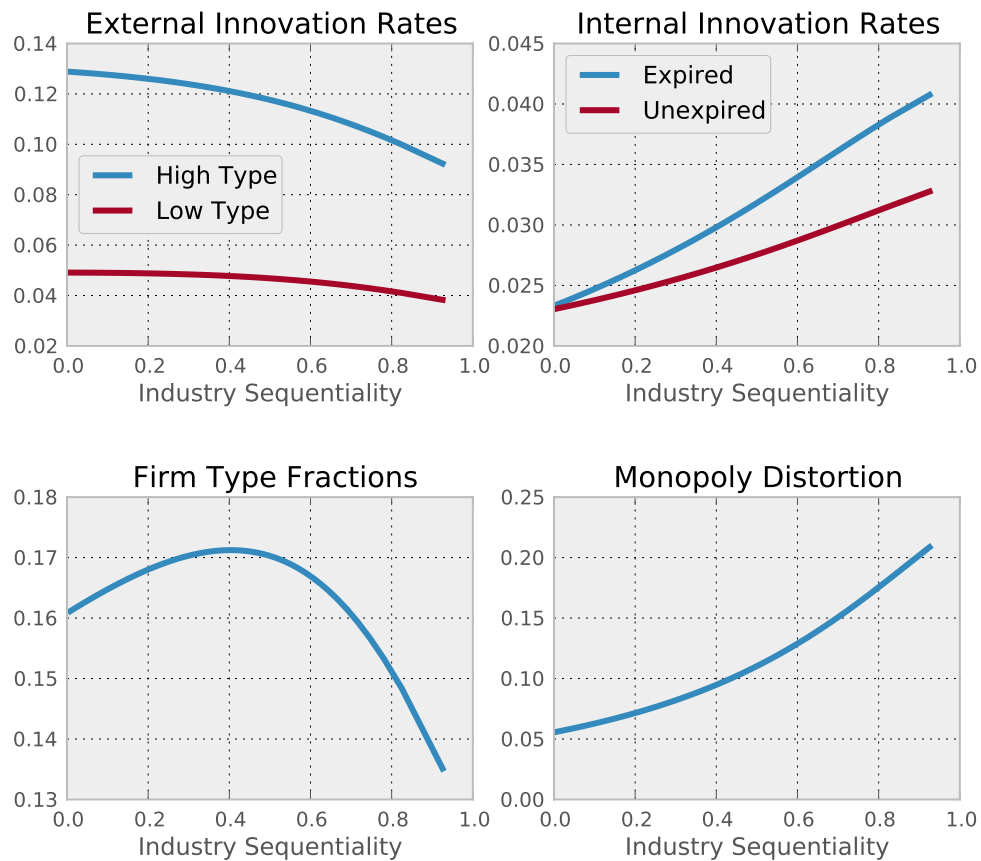 External Innovation Rates
0.14
0.12
0.10
0.08
0.06
0.04
0.02
High Type
Low Type
0.0 0.2 0.4 0.6 0.8 1.0
Industry Sequentiality
Internal Innovation Rates
0.045
0.040
0.035
0.030
0.025
0.020
Expired
Unexpired
0.0 0.2 0.4 0.6 0.8 1.0
Industry Sequentiality
Firm Type Fractions
0.18
0.17
0.16
0.15
0.14
0.13
0.0 0.2 0.4 0.6 0.8 1.0
Industry Sequentiality
Monopoly Distortion
0.25
0.20
0.15
0.10
0.05
0.00
0.0 0.2 0.4 0.6 0.8 1.0
Industry Sequentiality